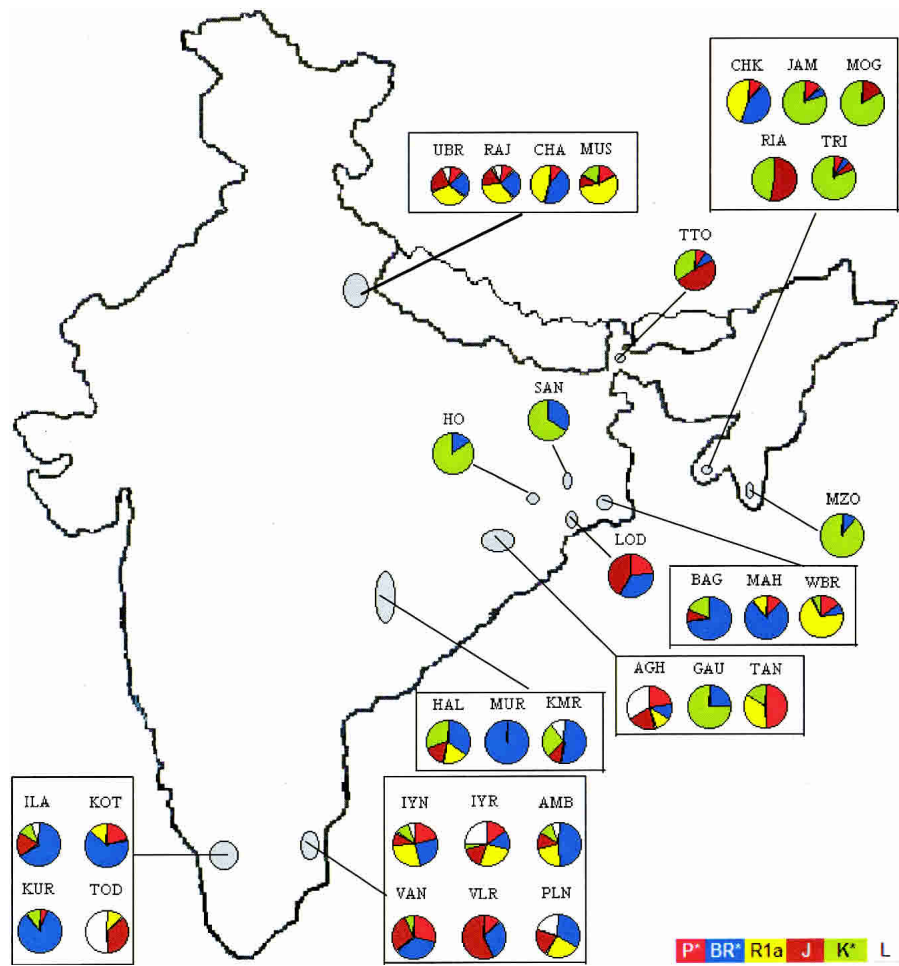 CHK JAM MOG
RIA TRI
UBR RAJ CHA MUS
TTO
SAN
HO
MZO
LOD
BAG MAH WBR
AGH GAU TAN
HAL MUR KMR
ILA KOT
KUR TOD
IYN IYR AMB
VAN VLR PLN
P* BR* R1a J K* L